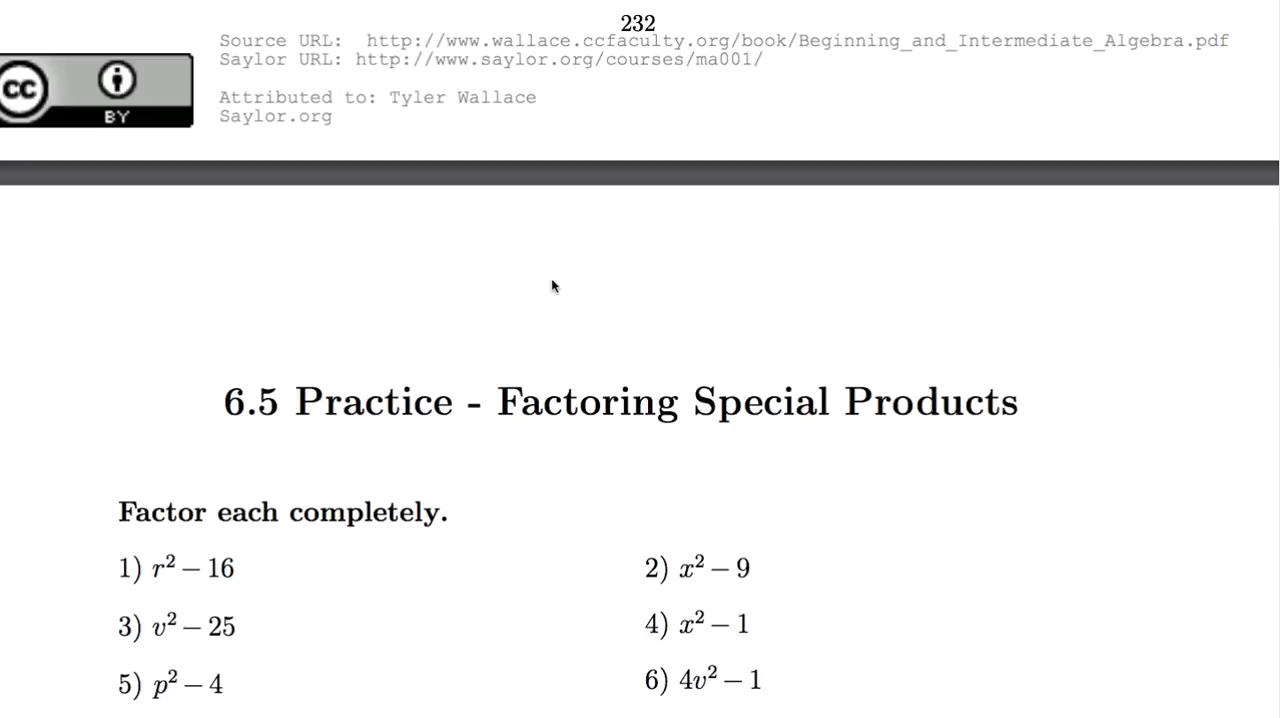 232
Source URL: http://www.wallace.ccfaculty.org/book/Beginning_and_Intermediate_Algebra.pdf
Saylor URL: http://www.saylor.org/courses/ma001/
Attributed to: Tyler Wallace
Saylor.org
cc
BY
6.5 Practice - Factoring Special Products
Factor each completely.
1) r² − 16
2) x² − 9
3) v² − 25
4) x² − 1
5) p² − 4
6) 4v² − 1